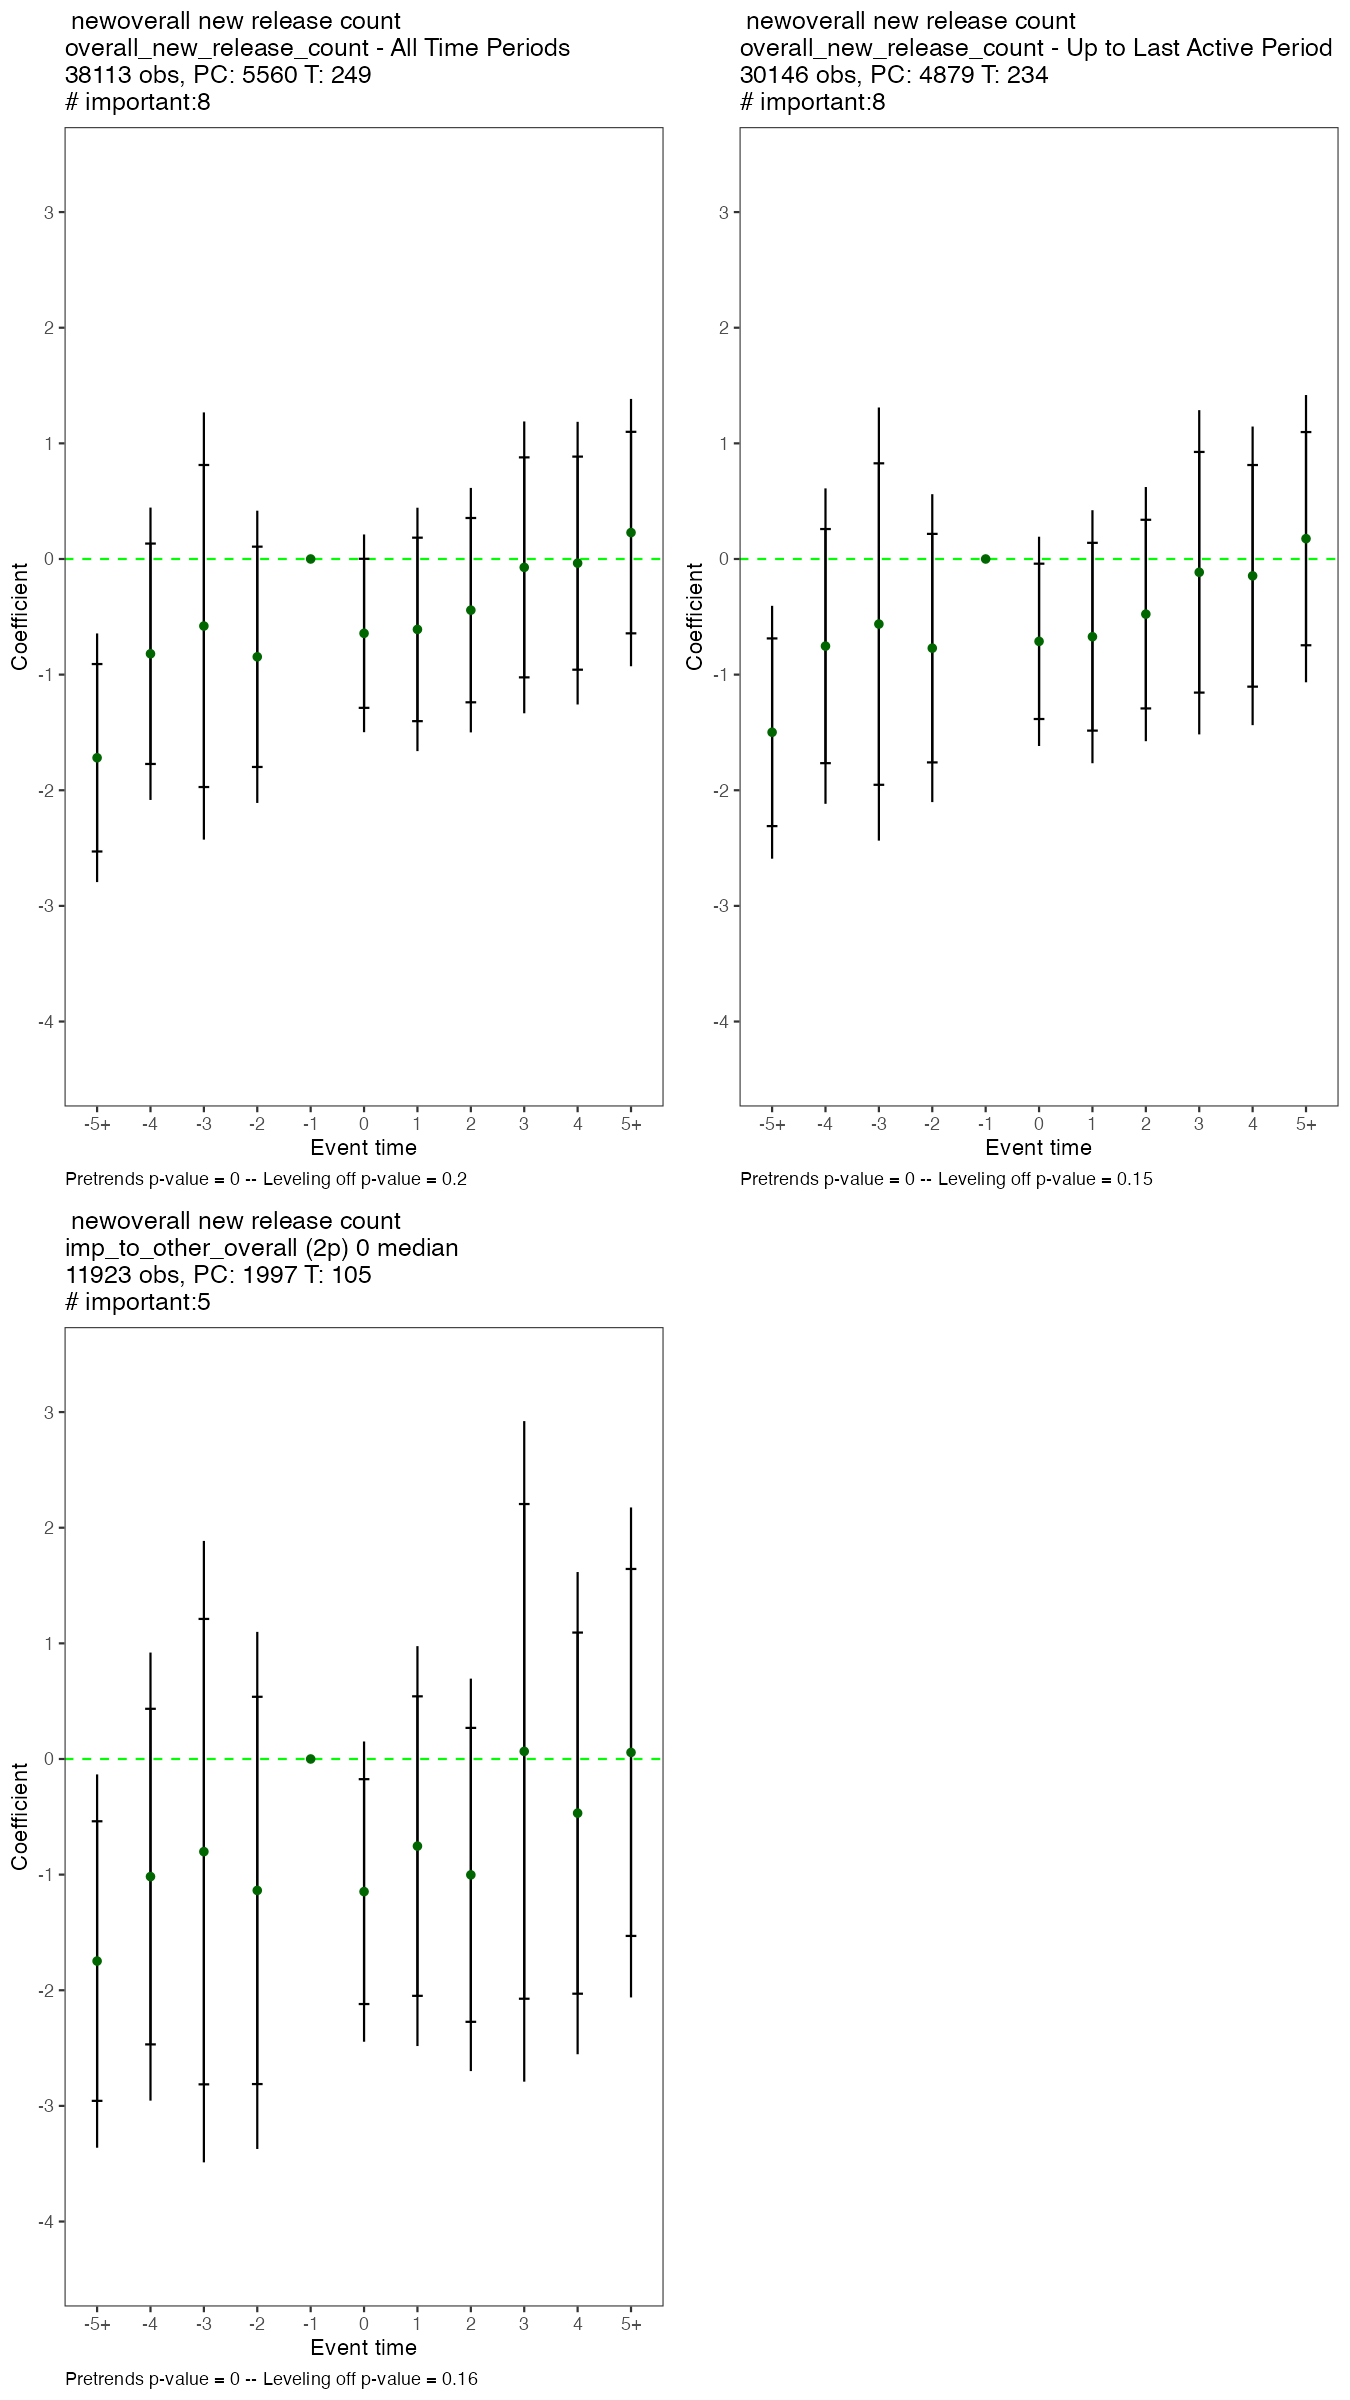 newoverall new release count
overall_new_release_count - All Time Periods
38113 obs, PC: 5560 T: 249
# important:8
3
2
1
0
-1
-2
-3
-4
Coefficient
-5+ -4 -3 -2 -1 0 1 2 3 4 5+
Event time
Pretrends p-value = 0 -- Leveling off p-value = 0.2
newoverall new release count
overall_new_release_count - Up to Last Active Period
30146 obs, PC: 4879 T: 234
# important:8
3
2
1
0
-1
-2
-3
-4
Coefficient
-5+ -4 -3 -2 -1 0 1 2 3 4 5+
Event time
Pretrends p-value = 0 -- Leveling off p-value = 0.15
newoverall new release count
imp_to_other_overall (2p) 0 median
11923 obs, PC: 1997 T: 105
# important:5
3
2
1
0
-1
-2
-3
-4
Coefficient
-5+ -4 -3 -2 -1 0 1 2 3 4 5+
Event time
Pretrends p-value = 0 -- Leveling off p-value = 0.16